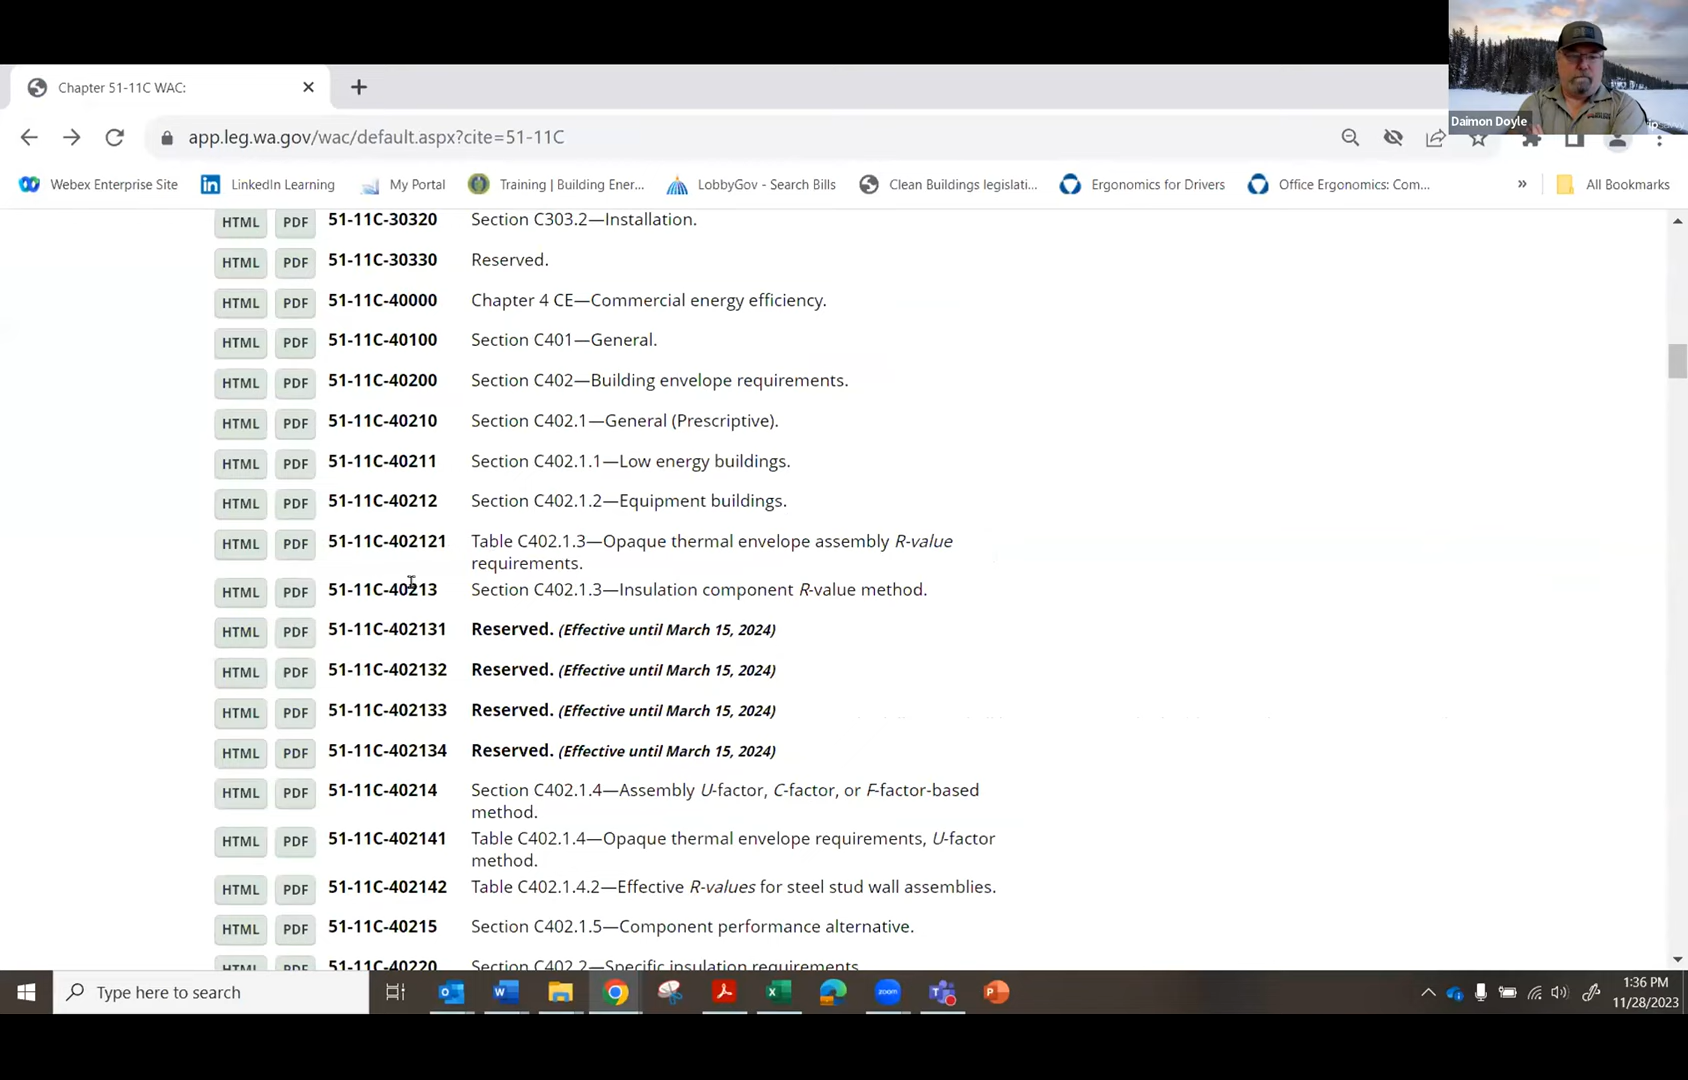 Daimon Doyle
Chapter 51-11C WAC:
app.leg.wa.gov/wac/default.aspx?cite=51-11C
Webex Enterprise Site LinkedIn Learning My Portal Training | Building Ener... LobbyGov - Search Bills Clean Buildings legislati... Ergonomics for Drivers Office Ergonomics: Com... » All Bookmarks
HTML PDF 51-11C-30320 Section C303.2—Installation.
HTML PDF 51-11C-30330 Reserved.
HTML PDF 51-11C-40000 Chapter 4 CE—Commercial energy efficiency.
HTML PDF 51-11C-40100 Section C401—General.
HTML PDF 51-11C-40200 Section C402—Building envelope requirements.
HTML PDF 51-11C-40210 Section C402.1—General (Prescriptive).
HTML PDF 51-11C-40211 Section C402.1.1—Low energy buildings.
HTML PDF 51-11C-40212 Section C402.1.2—Equipment buildings.
HTML PDF 51-11C-402121 Table C402.1.3—Opaque thermal envelope assembly R-value
requirements.
HTML PDF 51-11C-40213 Section C402.1.3—Insulation component R-value method.
HTML PDF 51-11C-402131 Reserved. (Effective until March 15, 2024)
HTML PDF 51-11C-402132 Reserved. (Effective until March 15, 2024)
HTML PDF 51-11C-402133 Reserved. (Effective until March 15, 2024)
HTML PDF 51-11C-402134 Reserved. (Effective until March 15, 2024)
HTML PDF 51-11C-40214 Section C402.1.4—Assembly U-factor, C-factor, or F-factor-based
method.
HTML PDF 51-11C-402141 Table C402.1.4—Opaque thermal envelope requirements, U-factor
method.
HTML PDF 51-11C-402142 Table C402.1.4.2—Effective R-values for steel stud wall assemblies.
HTML PDF 51-11C-40215 Section C402.1.5—Component performance alternative.
HTML PDF 51-11C-40220 Section C402.2—Specific insulation requirements
Type here to search
1:36 PM
11/28/2023